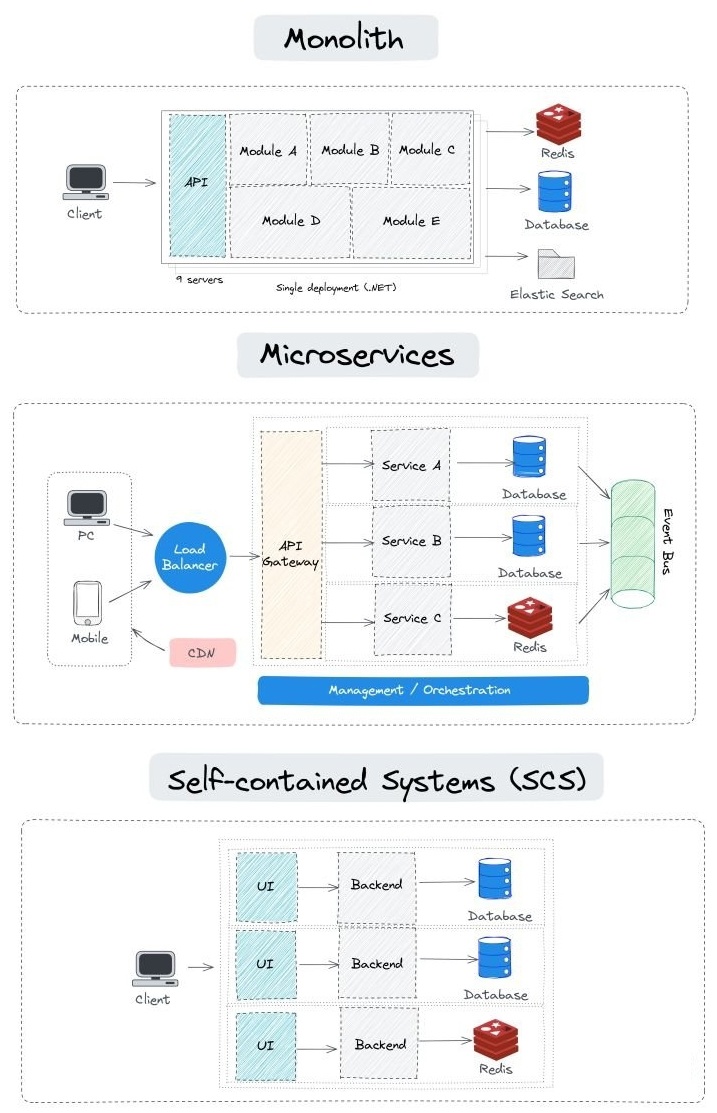 Monolith
Client
API
Module A
Module B
Module C
Module D
Module E
Redis
Database
Elastic Search
9 servers
Single deployment (.NET)
Microservices
PC
Mobile
Load
Balancer
CDN
API
Gateway
Service A
Database
Service B
Database
Service C
Redis
Event Bus
Management / Orchestration
Self-contained Systems (SCS)
Client
UI
Backend
Database
UI
Backend
Database
UI
Backend
Redis